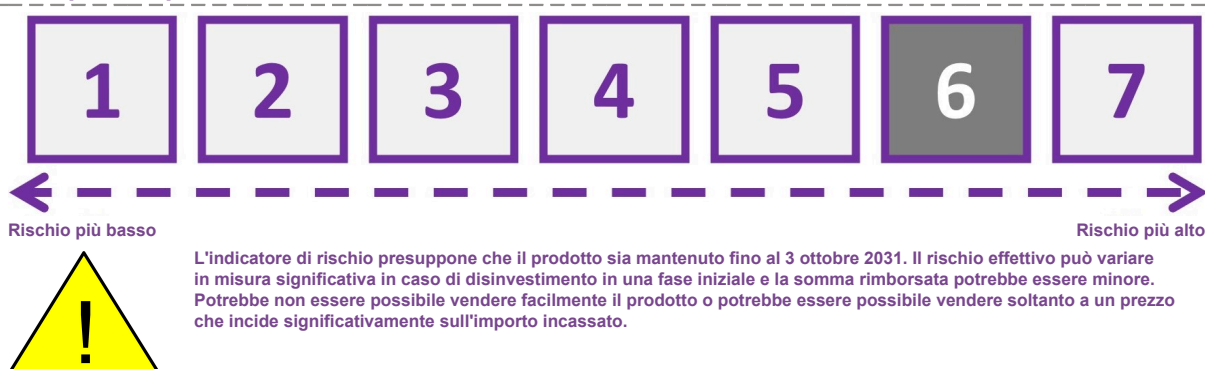 1 2 3 4 5 6 7
Rischio più basso Rischio più alto
L'indicatore di rischio presuppone che il prodotto sia mantenuto fino al 3 ottobre 2031. Il rischio effettivo può variare
in misura significativa in caso di disinvestimento in una fase iniziale e la somma rimborsata potrebbe essere minore.
Potrebbe non essere possibile vendere facilmente il prodotto o potrebbe essere possibile vendere soltanto a un prezzo
che incide significativamente sull'importo incassato.
!